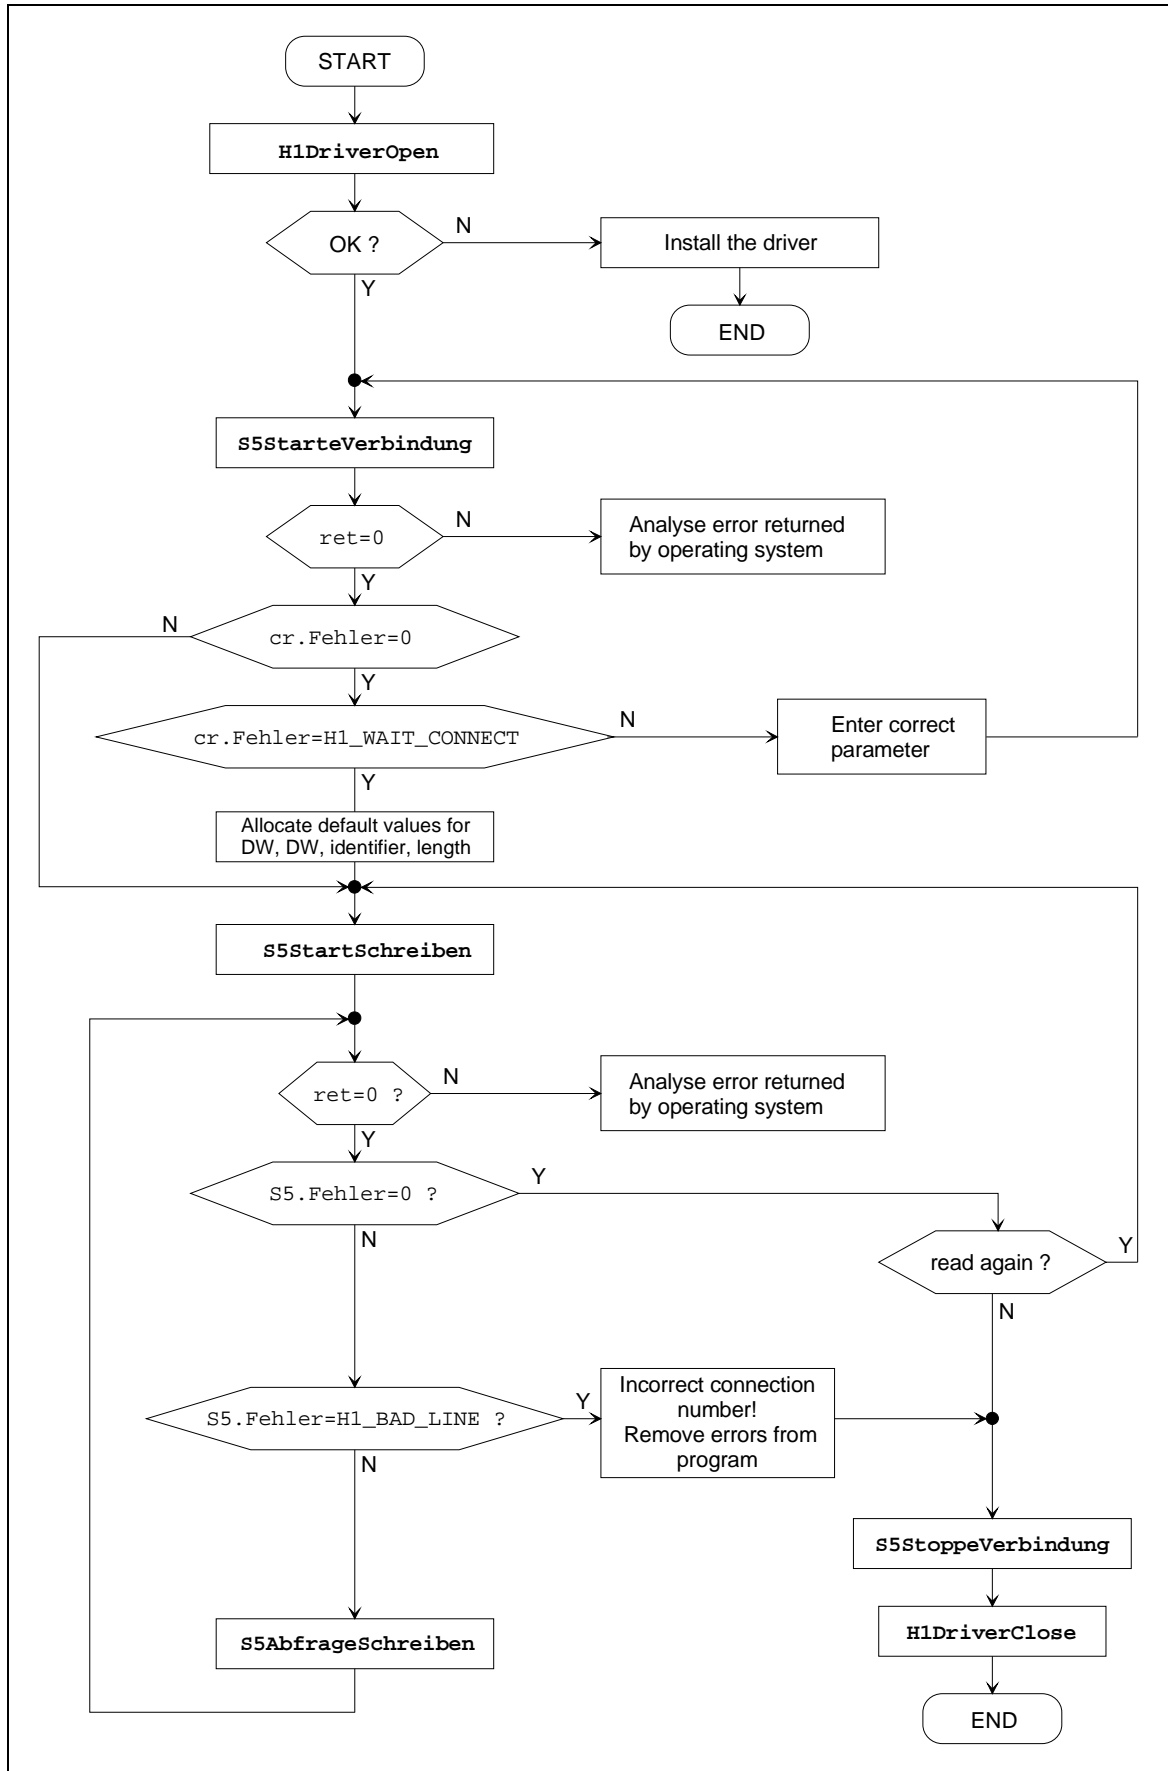 START
H1DriverOpen
OK ?
N
Install the driver
Y
END
S5StarteVerbindung
ret=0
N
Analyse error returned
by operating system
Y
N
cr.Fehler=0
Y
cr.Fehler=H1_WAIT_CONNECT
N
Enter correct
parameter
Y
Allocate default values for
DW, DW, identifier, length
S5StartSchreiben
ret=0 ?
N
Analyse error returned
by operating system
Y
S5.Fehler=0 ?
Y
N
read again ?
Y
N
S5.Fehler=H1_BAD_LINE ?
Y
Incorrect connection
number!
Remove errors from
program
N
S5StoppeVerbindung
S5AbfrageSchreiben
H1DriverClose
END